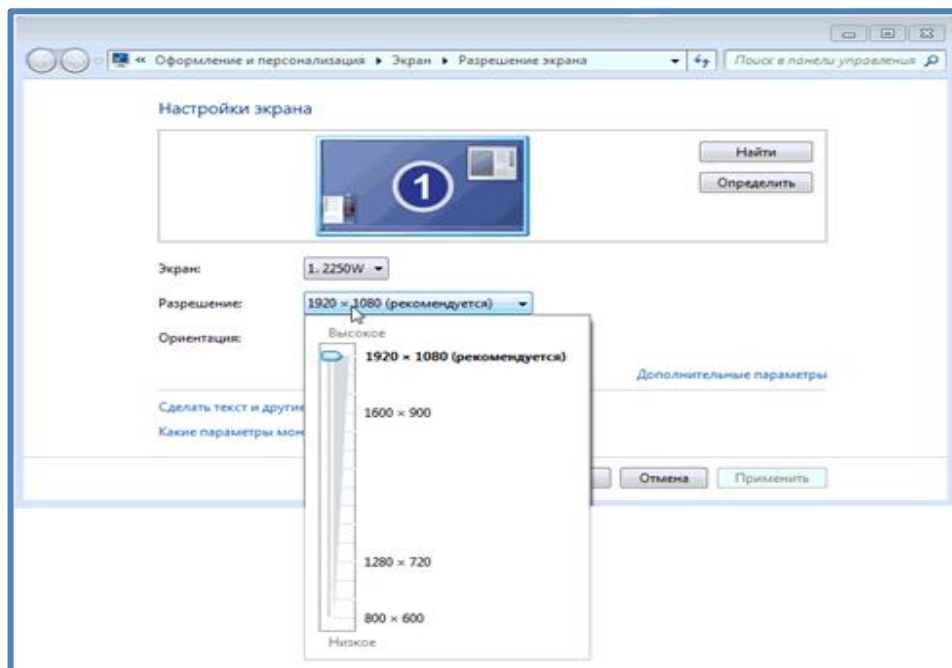 « Оформление и персонализация ▸ Экран ▸ Разрешение экрана Поиск в панели управления
Настройки экрана
1
Найти
Определить
Экран: 1. 2250W
Разрешение: 1920 × 1080 (рекомендуется)
Ориентация:
Высокое
1920 × 1080 (рекомендуется)
Дополнительные параметры
1600 × 900
Сделать текст и другие
Какие параметры мон
Отмена Применить
1280 × 720
800 × 600
Низкое